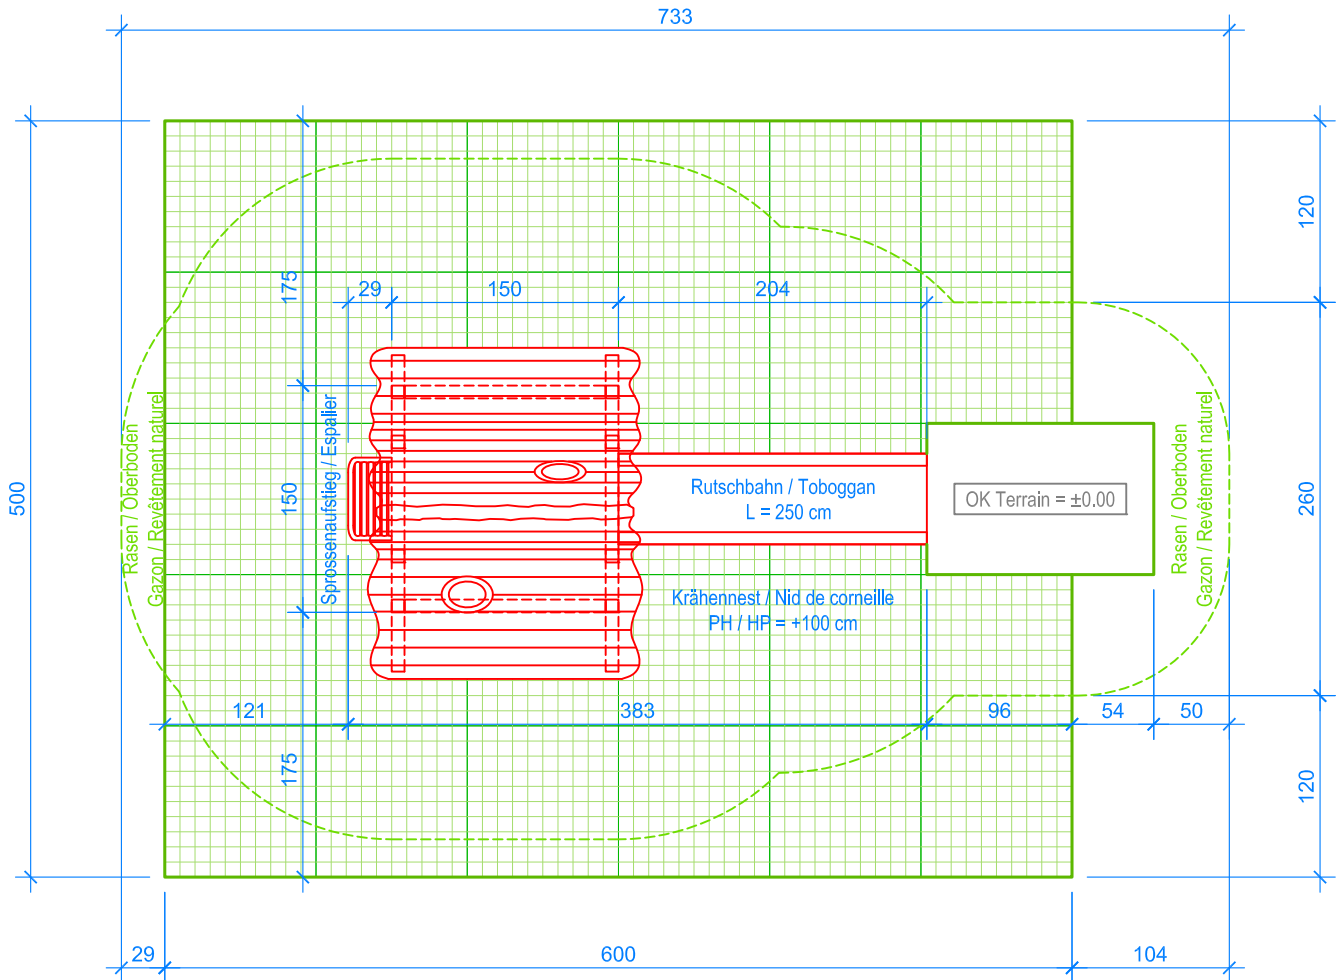 733
120
175
29
150
204
Sprossenaufstieg / Espalier
Rasen / Oberboden
Gazon / Revêtement naturel
500
150
Rutschbahn / Toboggan
L = 250 cm
OK Terrain = ±0.00
Rasen / Oberboden
Gazon / Revêtement naturel
260
Krähennest / Nid de corneille
PH / HP = +100 cm
121
383
96
54
50
175
120
29
600
104